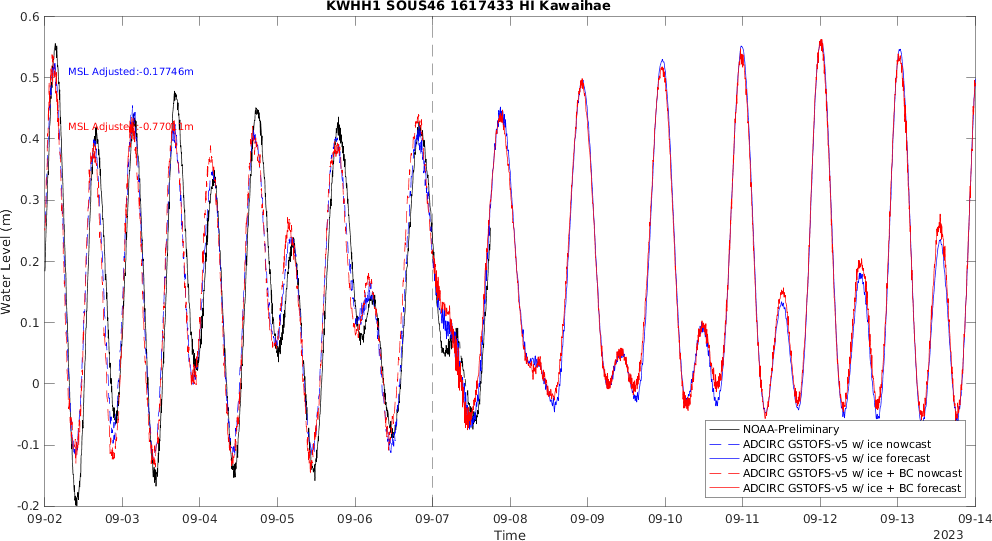 KWHH1 SOUS46 1617433 HI Kawaihae
0.6
0.5
0.4
0.3
0.2
0.1
0
-0.1
-0.2
Water Level (m)
MSL Adjusted:-0.17746m
MSL Adjusted:
NOAA-Preliminary
ADCIRC GSTOFS-v5 w/ ice nowcast
ADCIRC GSTOFS-v5 w/ ice forecast
ADCIRC GSTOFS-v5 w/ ice + BC nowcast
ADCIRC GSTOFS-v5 w/ ice + BC forecast
09-02 09-03 09-04 09-05 09-06 09-07 09-08 09-09 09-10 09-11 09-12 09-13 09-14
Time
2023